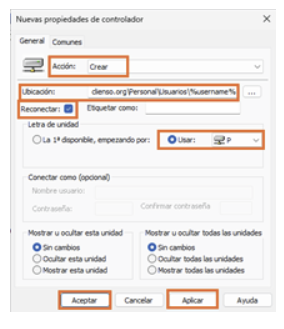 Nuevas propiedades de controlador
General Comunes
Acción: Crear
Ubicación: clienso.org\Personal\Usuarios\%username% ...
Reconectar: Etiquetar como:
Letra de unidad
La 1ª disponible, empezando por: Usar: P
Conectar como (opcional)
Nombre usuario:
Contraseña: Confirmar contraseña
Mostrar u ocultar esta unidad Mostrar u ocultar todas las unidades
Sin cambios Sin cambios
Ocultar esta unidad Ocultar todas las unidades
Mostrar esta unidad Mostrar todas las unidades
Aceptar Cancelar Aplicar Ayuda